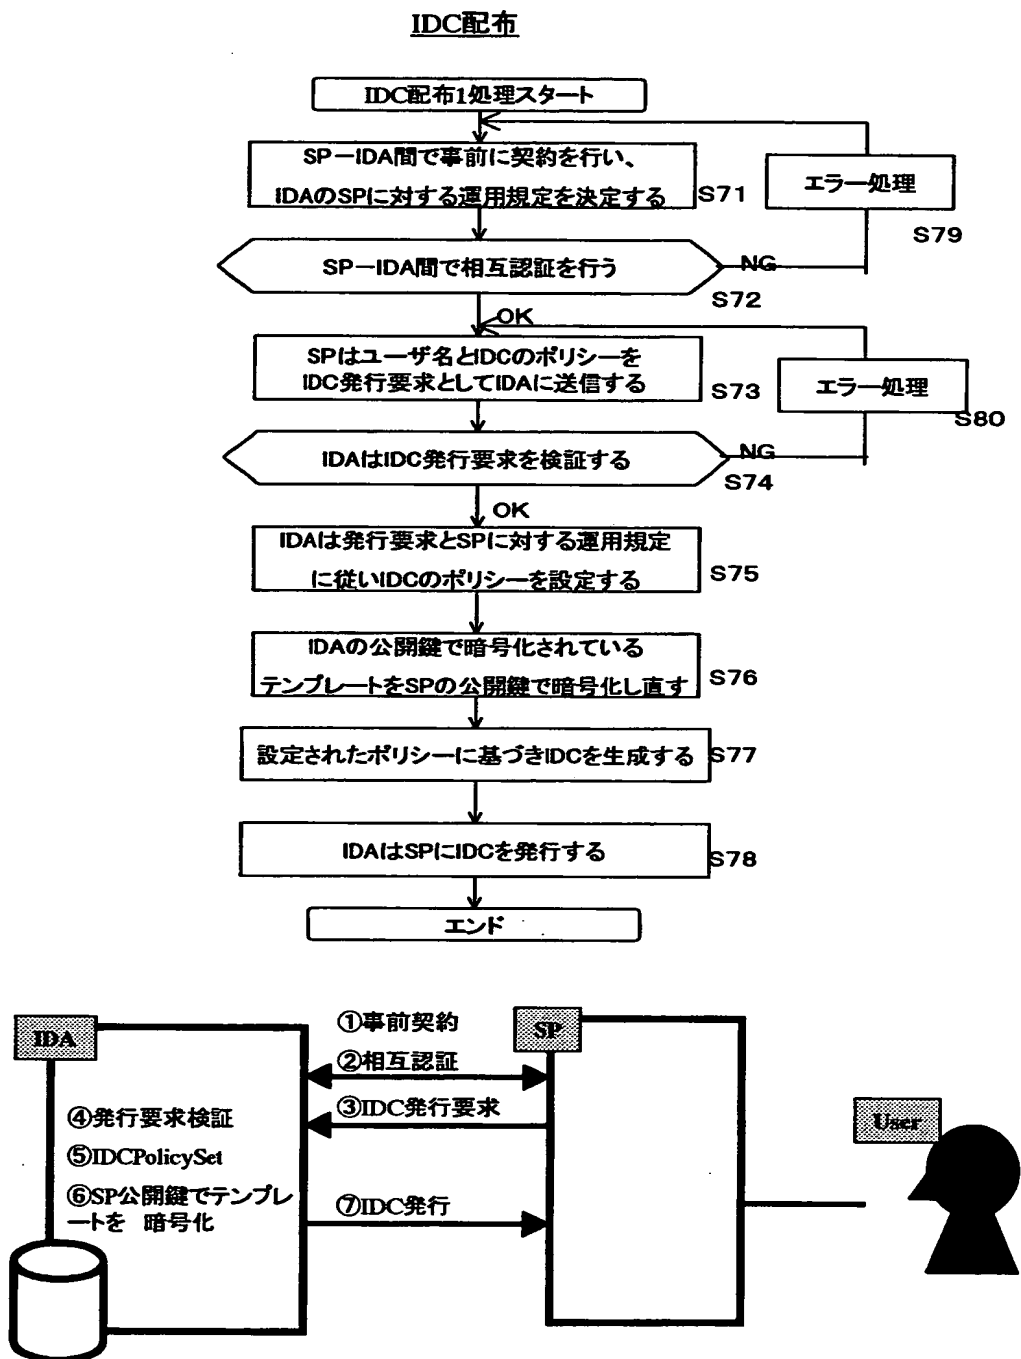 IDC配布
IDC配布1処理スタート
SP－IDA間で事前に契約を行い、
IDAのSPに対する運用規定を決定する
S71
エラー処理
S79
SP－IDA間で相互認証を行う
NG
S72
OK
SPはユーザ名とIDCのポリシーを
IDC発行要求としてIDAに送信する
S73
エラー処理
S80
IDAはIDC発行要求を検証する
NG
S74
OK
IDAは発行要求とSPに対する運用規定
に従いIDCのポリシーを設定する
S75
IDAの公開鍵で暗号化されている
テンプレートをSPの公開鍵で暗号化し直す
S76
設定されたポリシーに基づきIDCを生成する
S77
IDAはSPにIDCを発行する
S78
エンド
IDA
①事前契約
SP
②相互認証
③IDC発行要求
④発行要求検証
⑤IDCPolicySet
⑥SP公開鍵でテンプレ
ートを 暗号化
⑦IDC発行
User